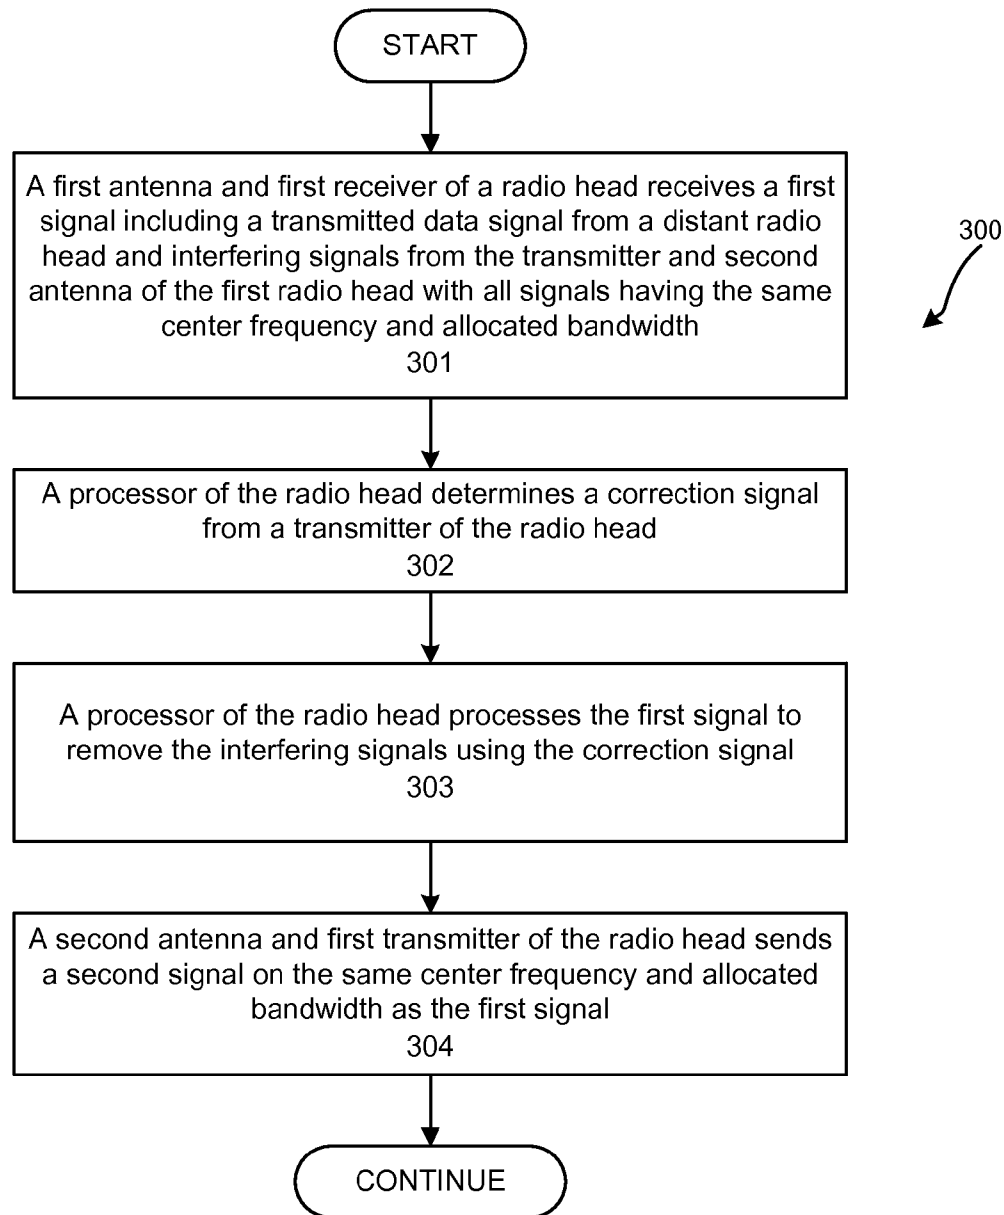 START
A first antenna and first receiver of a radio head receives a first
signal including a transmitted data signal from a distant radio
head and interfering signals from the transmitter and second
antenna of the first radio head with all signals having the same
center frequency and allocated bandwidth
301
300
A processor of the radio head determines a correction signal
from a transmitter of the radio head
302
A processor of the radio head processes the first signal to
remove the interfering signals using the correction signal
303
A second antenna and first transmitter of the radio head sends
a second signal on the same center frequency and allocated
bandwidth as the first signal
304
CONTINUE